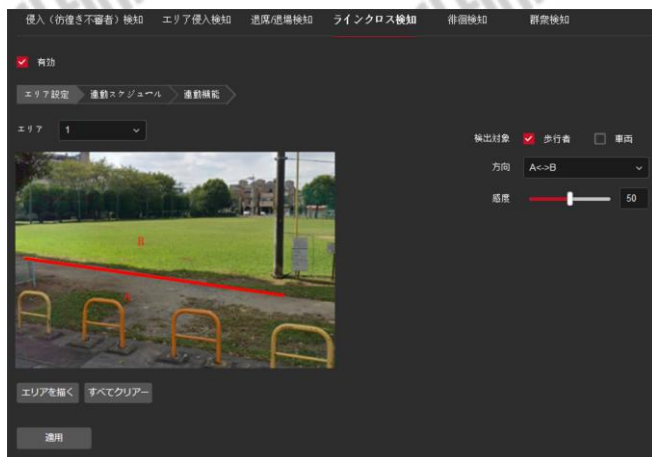 侵入（彷徨き不審者）検知 エリア侵入検知 退席/退場検知 ラインクロス検知 徘徊検知 群衆検知
有効
エリア設定 連動スケジュール 連動機能
エリア 1
検出対象 歩行者 車両
方向 A<->B
感度 50
B
A
エリアを描く すべてクリアー
適用